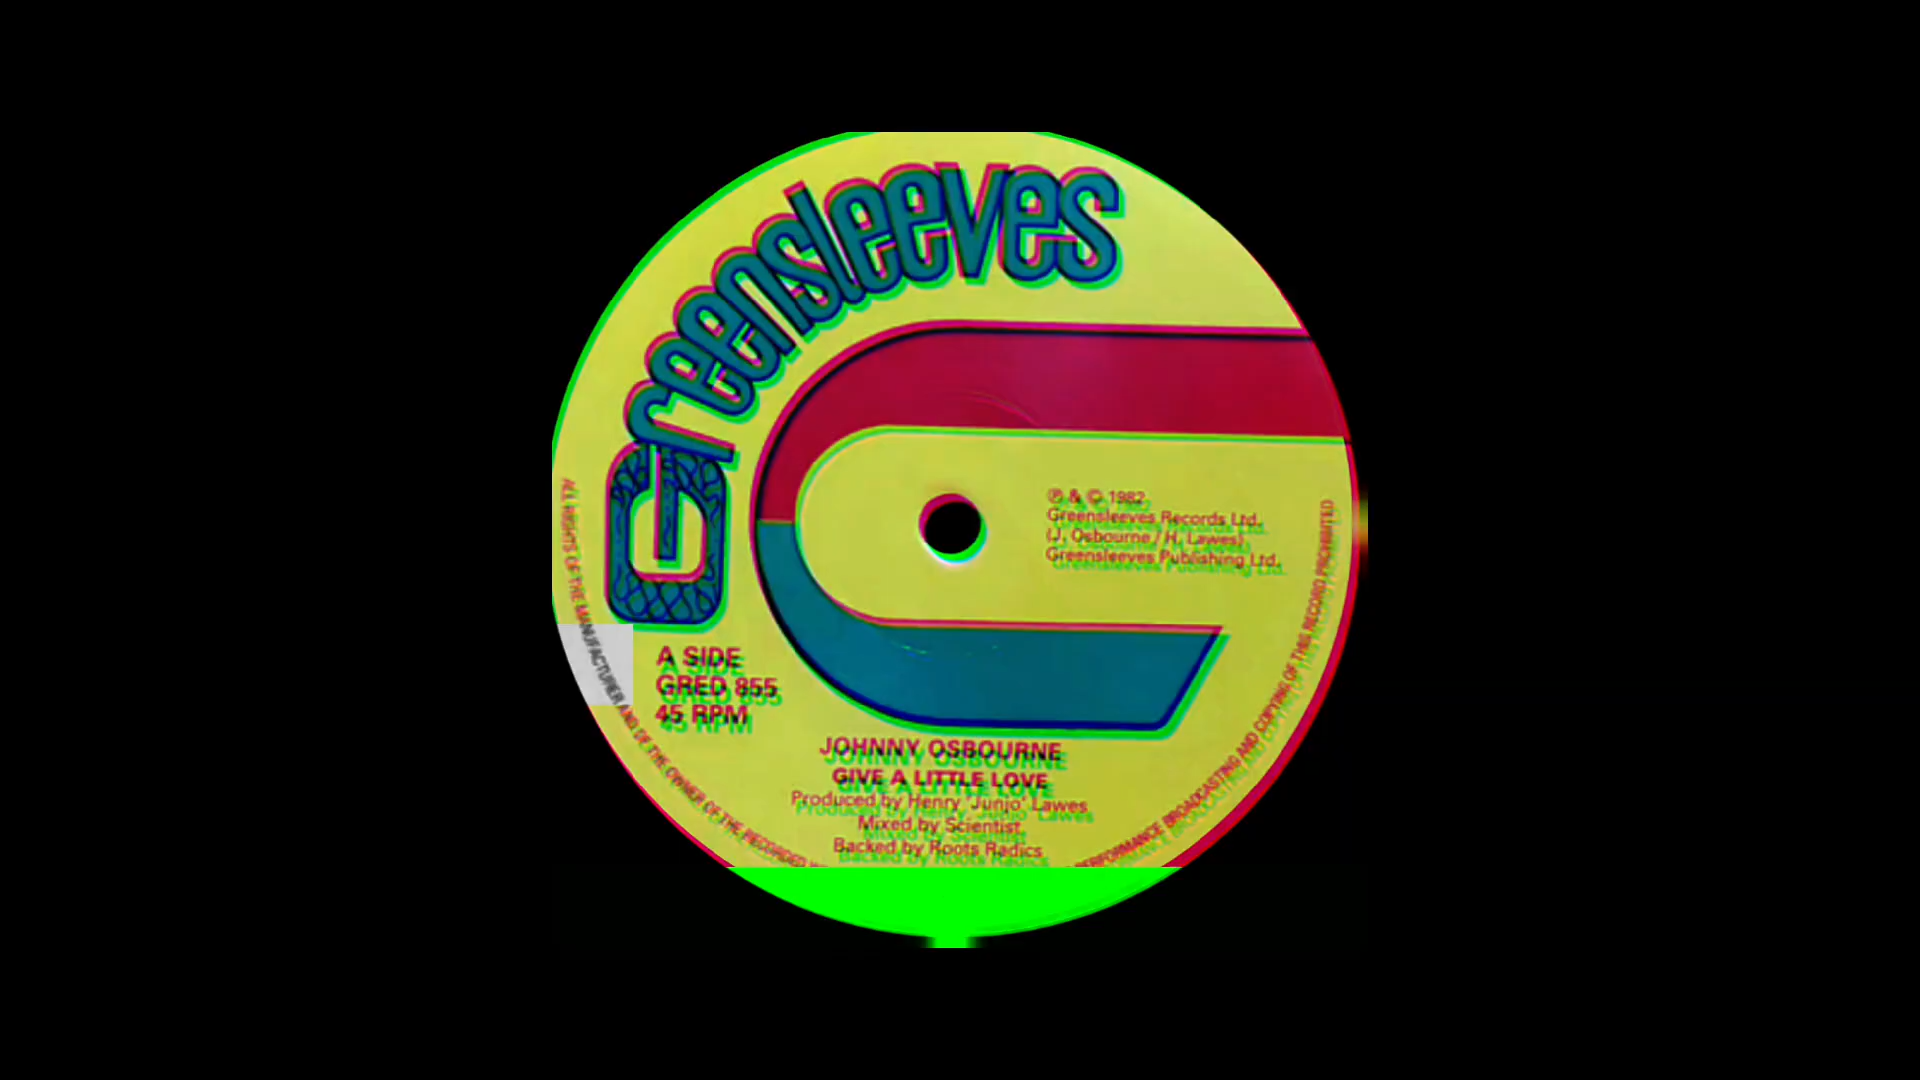 Greensleeves
℗ & © 1982
Greensleeves Records Ltd.
(J. Osbourne / H. Lawes)
Greensleeves Publishing Ltd.
A SIDE
GRED 855
45 RPM
JOHNNY OSBOURNE
GIVE A LITTLE LOVE
Produced by Henry 'Junjo' Lawes
Mixed by Scientist
Backed by Roots Radics
ALL RIGHTS OF THE MANUFACTURER AND OF THE OWNER OF THE RECORDED
PERFORMANCE BROADCASTING AND COPYING OF THIS RECORD PROHIBITED